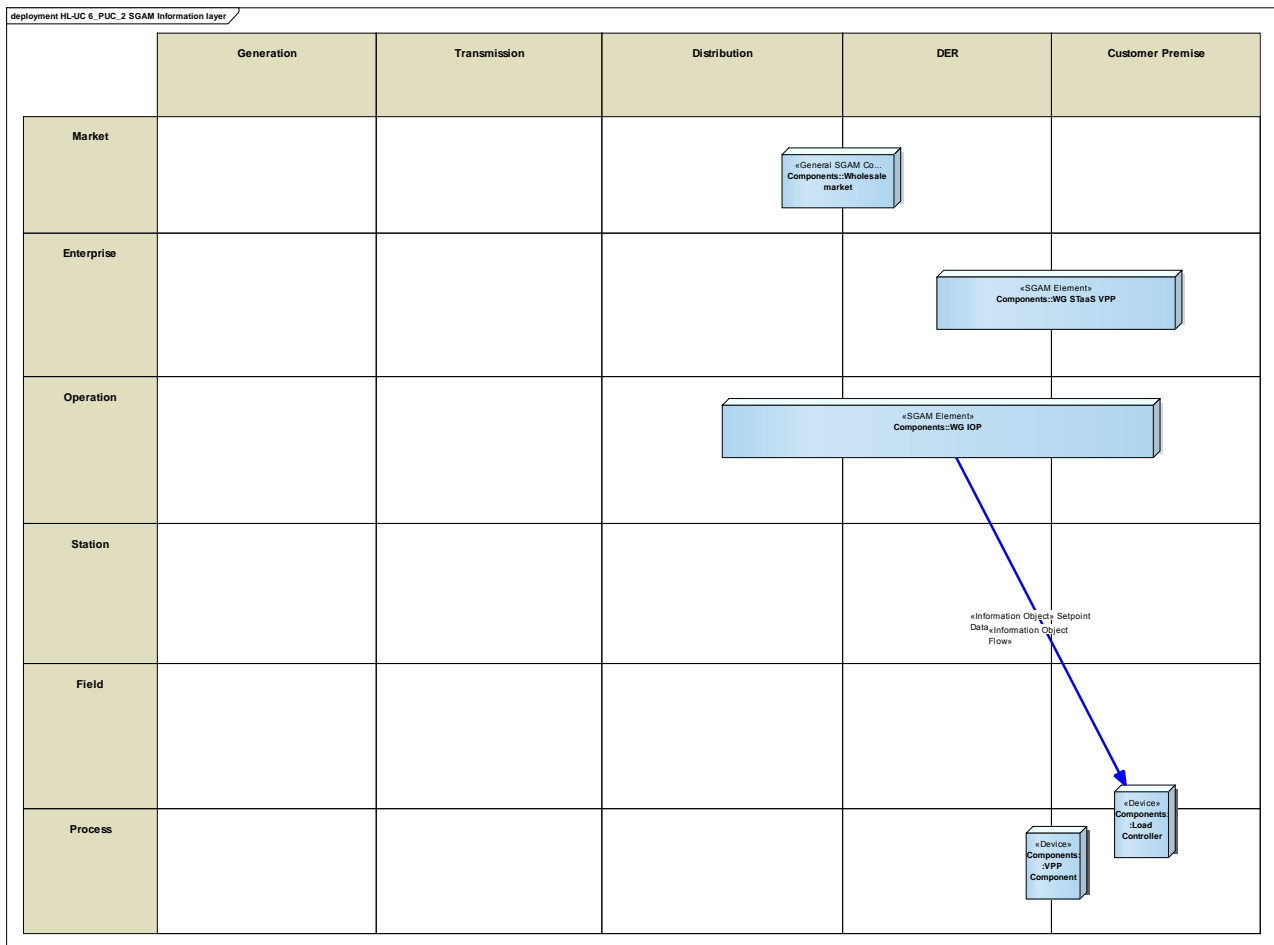 deployment HL-UC 6_PUC_2 SGAM Information layer
Generation
Transmission
Distribution
DER
Customer Premise
Market
«General SGAM Co...
Components::Wholesale
market
Enterprise
«SGAM Element»
Components::WG STaaS VPP
Operation
«SGAM Element»
Components::WG IOP
Station
«Information Object» Setpoint
Data
«Information Object
Flow»
Field
«Device»
Components:
:Load
Controller
Process
«Device»
Components:
:VPP
Component